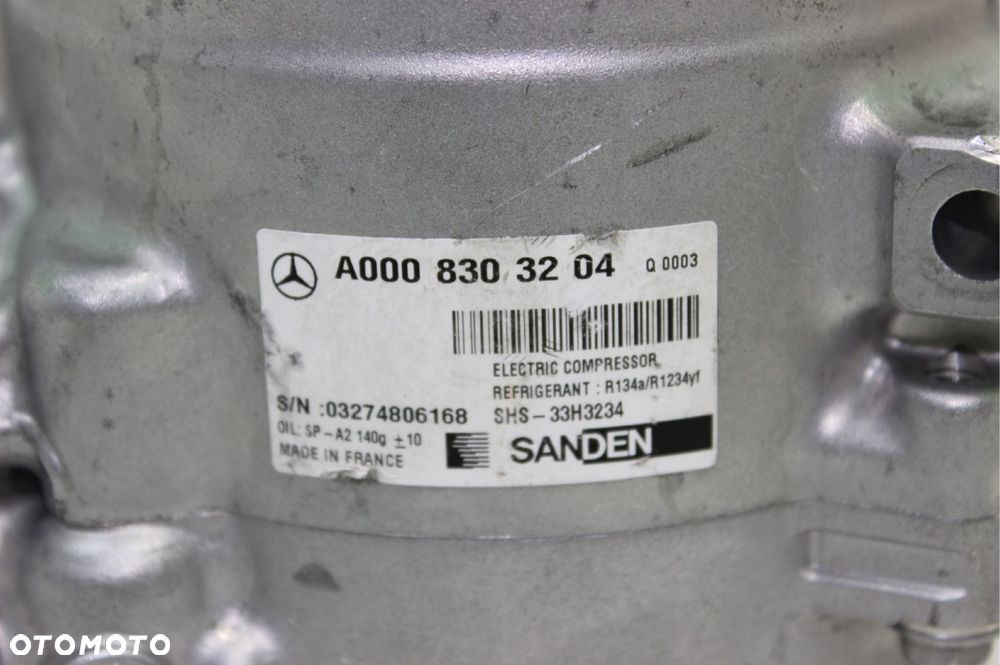 A000 830 32 04 Q 0003
ELECTRIC COMPRESSOR
REFRIGERANT : R134a/R1234yf
S/N :03274806168 SHS-33H3234
OIL: SP-A2 140g ±10
MADE IN FRANCE
SANDEN
OTOMOTO